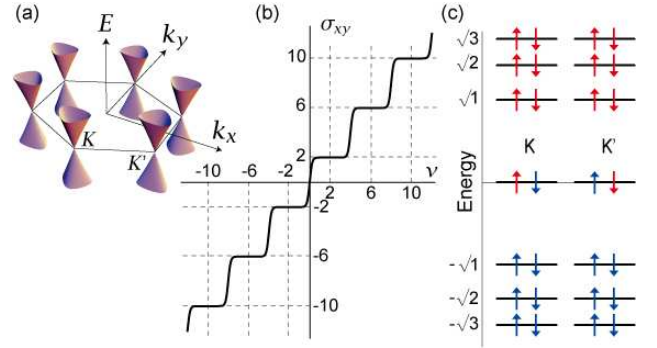 (a)
E
k_y
K
K'
k_x
(b)
σ_xy
10
6
2
-10 -6 -2
ν
2 6 10
-2
-6
-10
(c)
√3
√2
√1
K K'
Energy
-√1
-√2
-√3